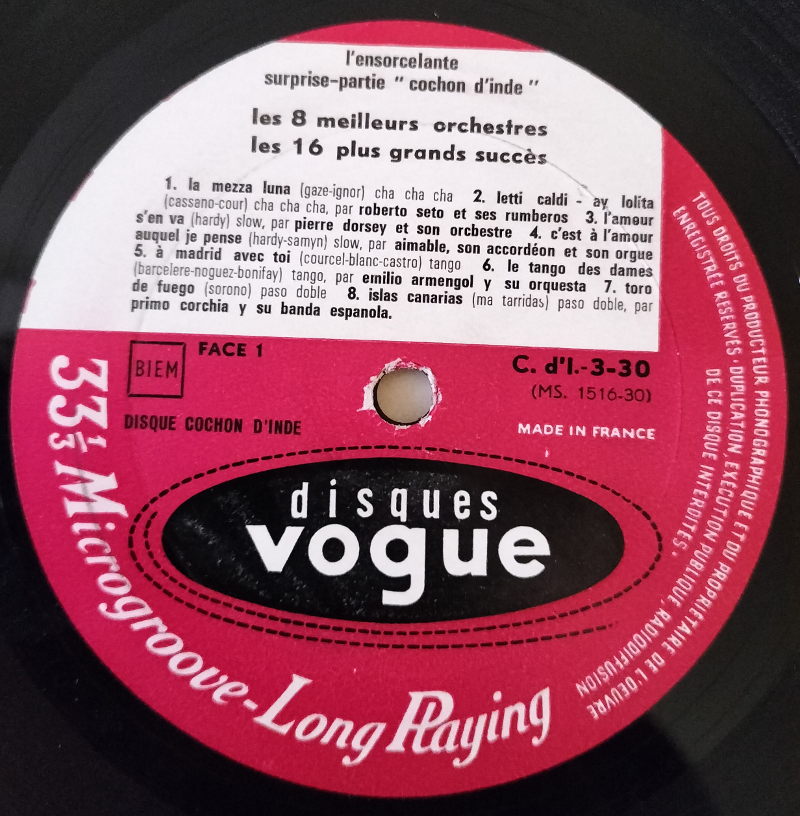 l'ensorcelante
surprise-partie " cochon d'inde "
les 8 meilleurs orchestres
les 16 plus grands succès
1. la mezza luna (gaze-ignor) cha cha cha 2. letti caldi - ay lolita
(cassano-cour) cha cha cha, par roberto seto et ses rumberos 3. l'amour
s'en va (hardy) slow, par pierre dorsey et son orchestre 4. c'est à l'amour
auquel je pense (hardy-samyn) slow, par aimable, son accordéon et son orgue
5. à madrid avec toi (courcel-blanc-castro) tango 6. le tango des dames
(barcelere-noguez-bonifay) tango, par emilio armengol y su orquesta 7. toro
de fuego (sorono) paso doble 8. islas canarias (ma tarridas) paso doble, par
primo corchia y su banda espanola.
BIEM
FACE 1
C. d'I.-3-30
(MS. 1516-30)
DISQUE COCHON D'INDE
MADE IN FRANCE
disques
vogue
33 1/3 Microgroove-Long Playing
TOUS DROITS DU PRODUCTEUR PHONOGRAPHIQUE ET DU PROPRIÉTAIRE DE L'OEUVRE
ENREGISTRÉE RÉSERVÉS · DUPLICATION, EXÉCUTION PUBLIQUE, RADIODIFFUSION
DE CE DISQUE INTERDITES.